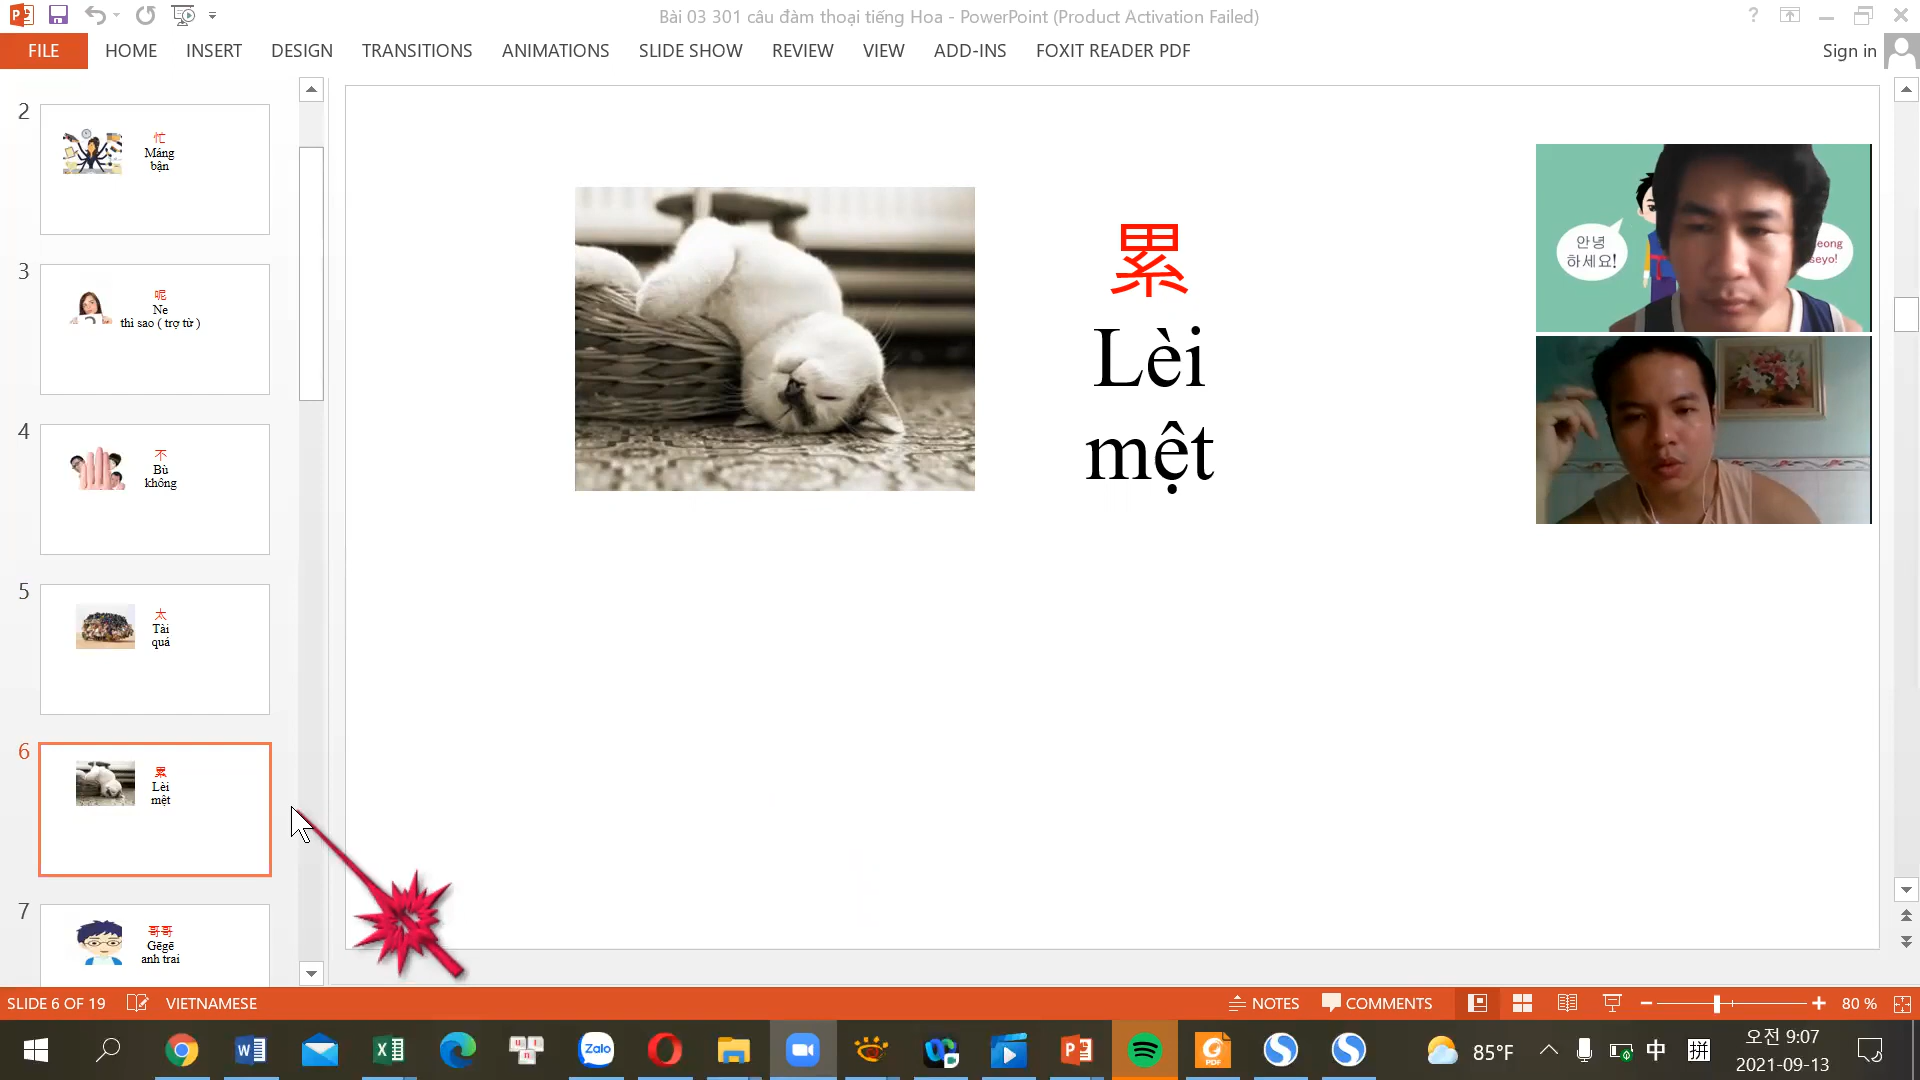 Bài 03 301 câu đàm thoại tiếng Hoa - PowerPoint (Product Activation Failed)
FILE HOME INSERT DESIGN TRANSITIONS ANIMATIONS SLIDE SHOW REVIEW VIEW ADD-INS FOXIT READER PDF Sign in
2
忙
Máng
bận
3
呢
Ne
thì sao ( trợ từ )
4
不
Bù
không
5
太
Tài
quá
6
累
Lèi
mệt
7
哥哥
Gēgē
anh trai
累
Lèi
mệt
안녕
하세요!
eong
seyo!
SLIDE 6 OF 19 VIETNAMESE NOTES COMMENTS 80 %
Zalo
85°F 中 拼
오전 9:07
2021-09-13